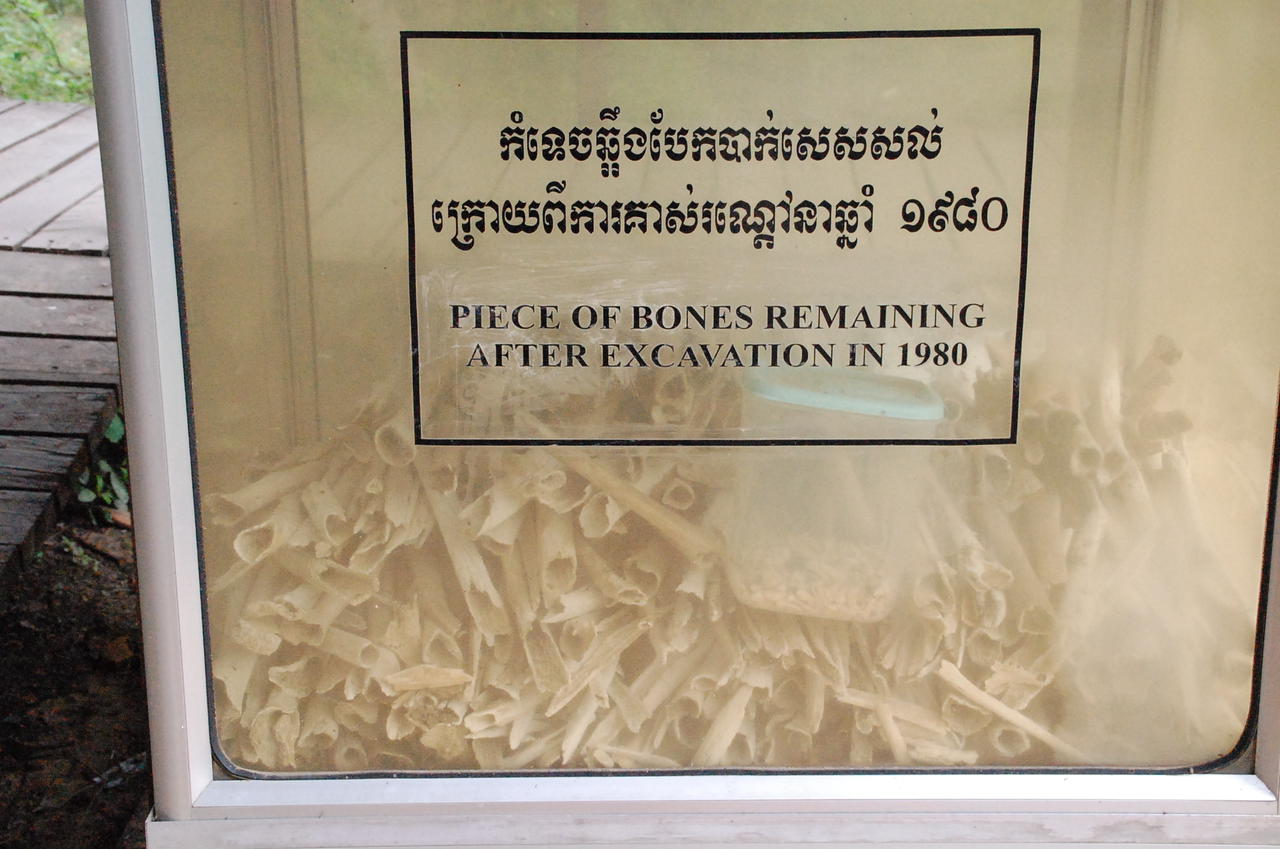 កំទេចឆ្អឹងបែកបាក់សេសសល់
ក្រោយពីការគាស់រណ្តៅនាឆ្នាំ ១៩៨០
PIECE OF BONES REMAINING
AFTER EXCAVATION IN 1980